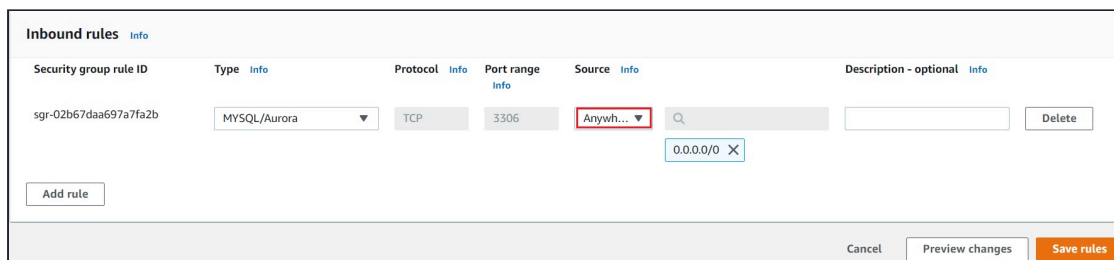 Inbound rules Info
Security group rule ID Type Info Protocol Info Port range Info Source Info Description - optional Info
sgr-02b67daa697a7fa2b MYSQL/Aurora TCP 3306 Anywh... Delete
0.0.0.0/0
Add rule
Cancel Preview changes Save rules